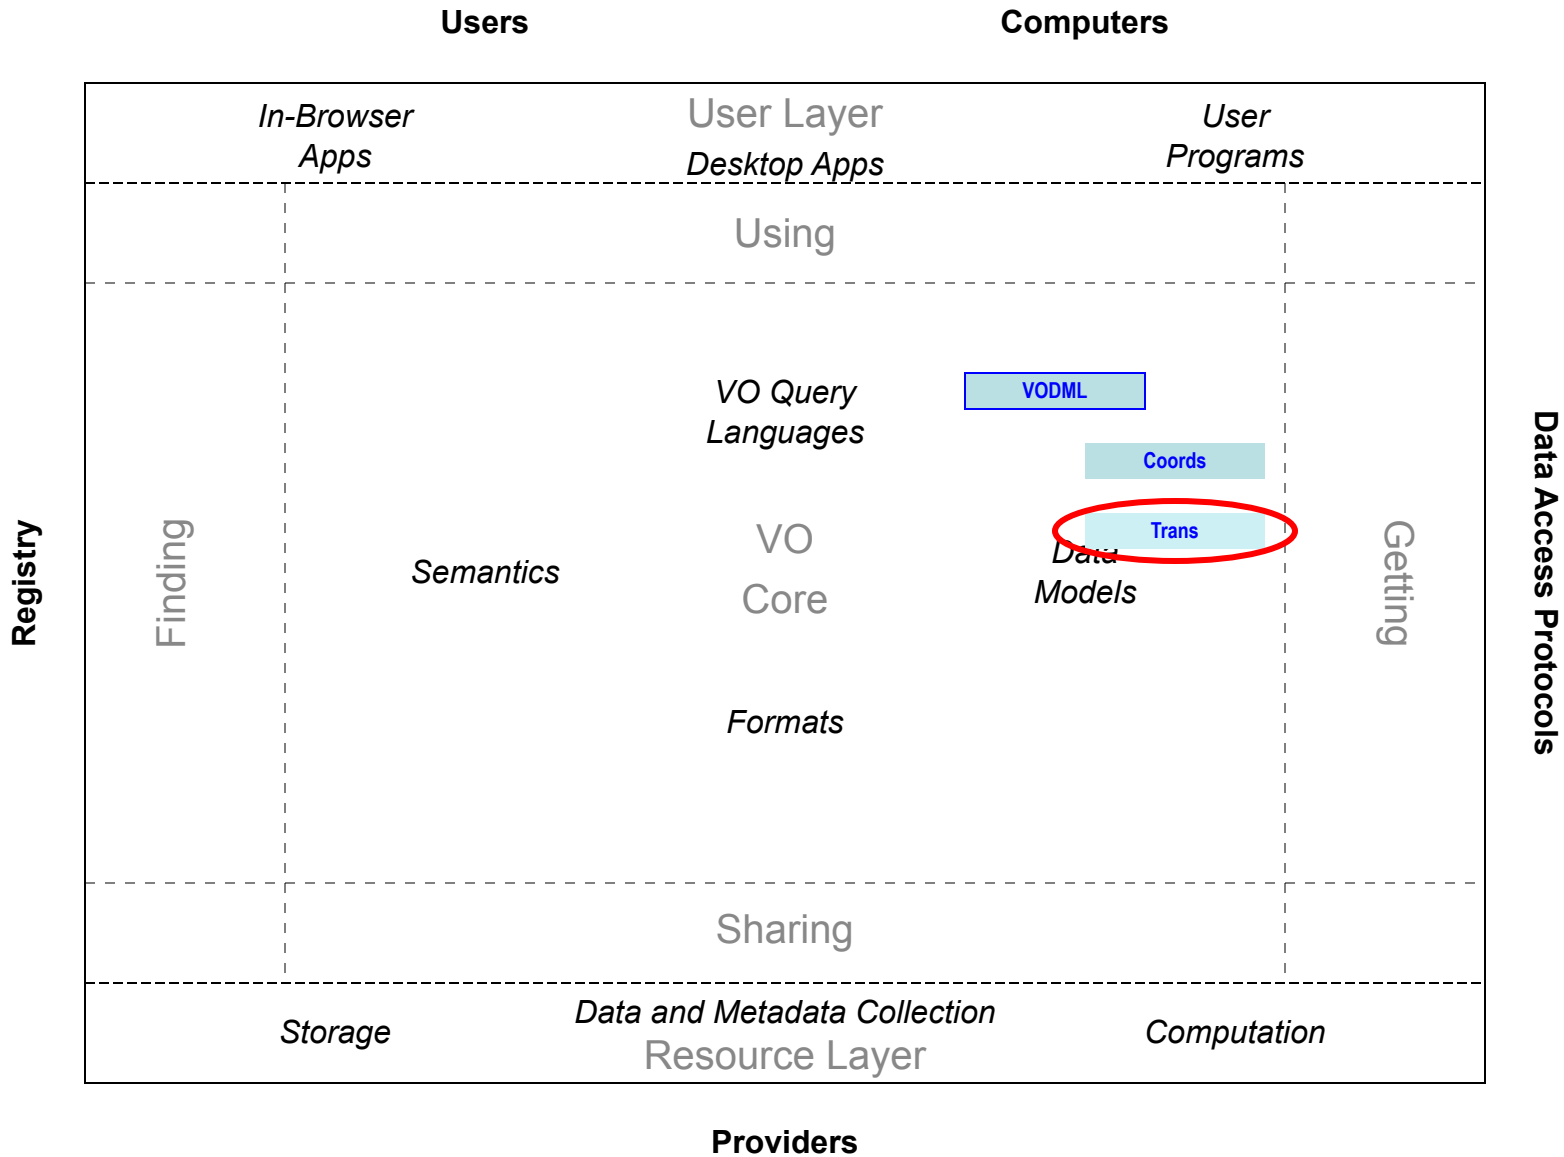 Users
Computers
In-Browser
Apps
User Layer
Desktop Apps
User
Programs
Using
VO Query
Languages
VODML
Coords
Trans
Registry
Finding
Semantics
VO
Core
Data
Models
Getting
Data Access Protocols
Formats
Sharing
Storage
Data and Metadata Collection
Resource Layer
Computation
Providers